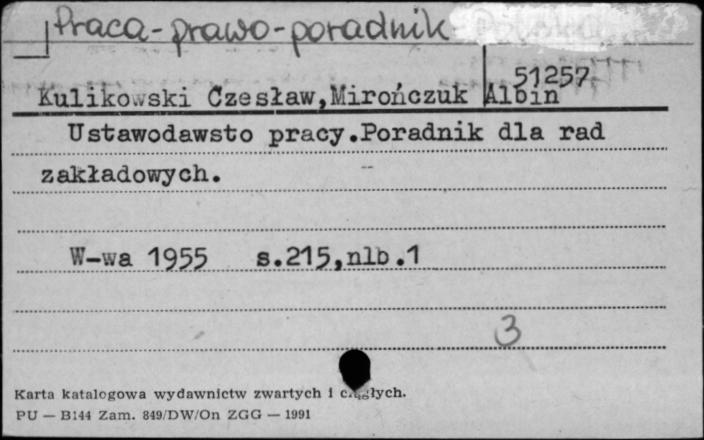 Praca-prawo-poradnik
51257
Kulikowski Czesław,Mirończuk Albin
Ustawodawsto pracy.Poradnik dla rad
zakładowych.
W-wa 1955 s.215,nlb.1
3
Karta katalogowa wydawnictw zwartych i ciągłych.
PU — B144 Zam. 849/DW/On ZGG — 1991